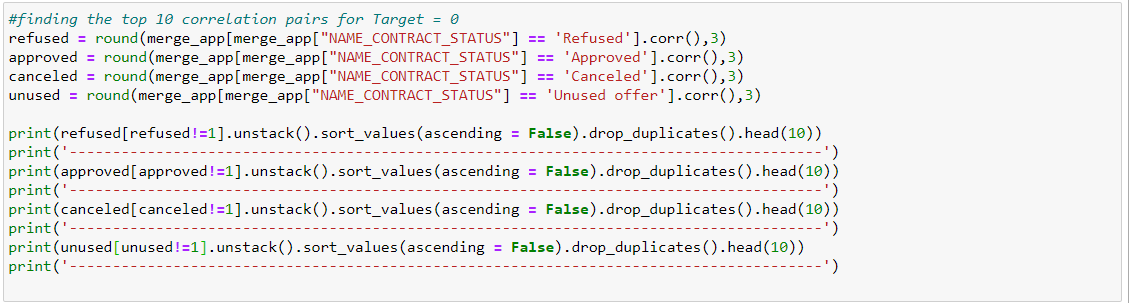 #finding the top 10 correlation pairs for Target = 0
refused = round(merge_app[merge_app["NAME_CONTRACT_STATUS"] == 'Refused'].corr(),3)
approved = round(merge_app[merge_app["NAME_CONTRACT_STATUS"] == 'Approved'].corr(),3)
canceled = round(merge_app[merge_app["NAME_CONTRACT_STATUS"] == 'Canceled'].corr(),3)
unused = round(merge_app[merge_app["NAME_CONTRACT_STATUS"] == 'Unused offer'].corr(),3)
print(refused[refused!=1].unstack().sort_values(ascending = False).drop_duplicates().head(10))
print('---------------------------------------------------------------------------------------')
print(approved[approved!=1].unstack().sort_values(ascending = False).drop_duplicates().head(10))
print('---------------------------------------------------------------------------------------')
print(canceled[canceled!=1].unstack().sort_values(ascending = False).drop_duplicates().head(10))
print('---------------------------------------------------------------------------------------')
print(unused[unused!=1].unstack().sort_values(ascending = False).drop_duplicates().head(10))
print('---------------------------------------------------------------------------------------')